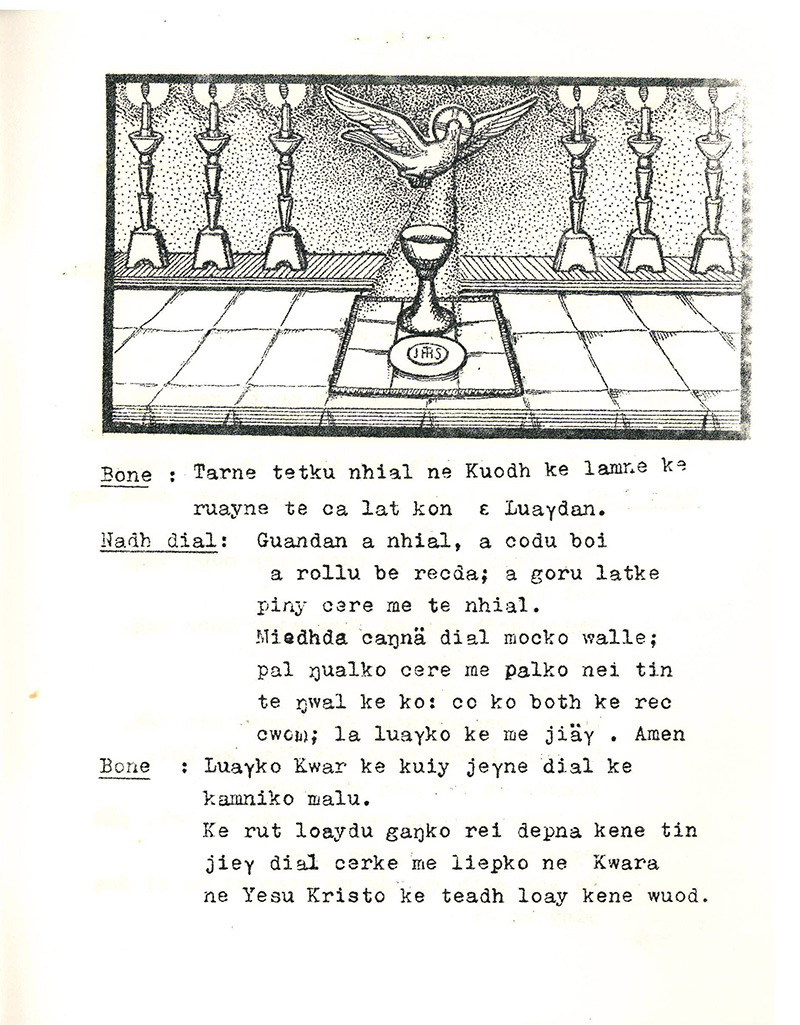 JHS
Bone : Tarne tetku nhial ne Kuodh ke lamne ke
ruayne te ca lat kon ɛ Luaɣdan.
Nadh dial: Guandan a nhial, a codu boi
a rollu be recda; a goru latke
piny cere me te nhial.
Miedhda caŋnä dial mocko walle;
pal ŋualko cere me palko nei tin
te ŋwal ke ko: co ko both ke rec
cwom; la luaɣko ke me jiäɣ . Amen
Bone : Luaɣko Kwar ke kuiy jeɣne dial ke
kamniko malu.
Ke rut loaydu gaŋko rei depna kene tin
jieɣ dial cerke me liepko ne Kwara
ne Yesu Kristo ke teadh loay kene wuod.